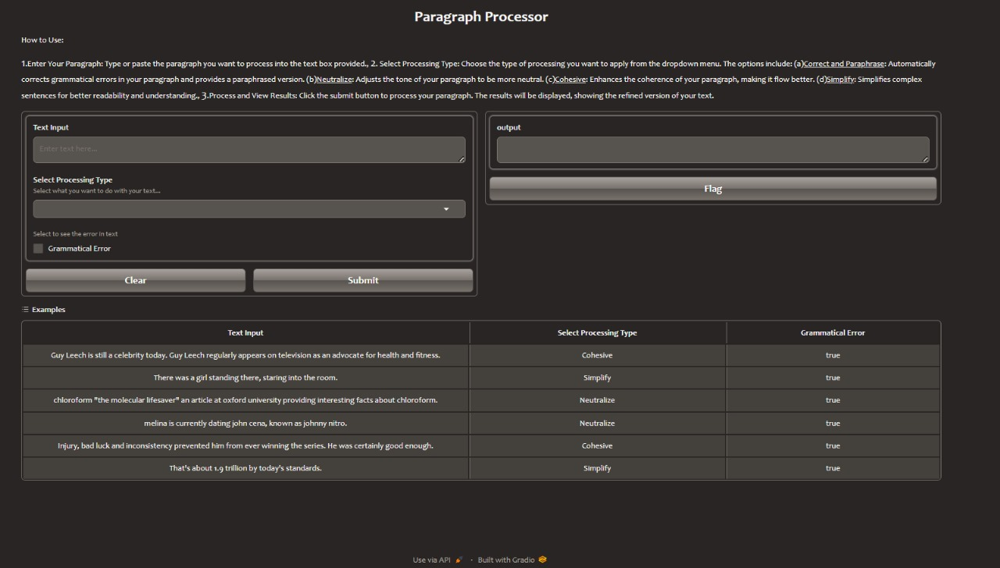 Paragraph Processor
How to Use:
1.Enter Your Paragraph: Type or paste the paragraph you want to process into the text box provided., 2. Select Processing Type: Choose the type of processing you want to apply from the dropdown menu. The options include: (a)Correct and Paraphrase: Automatically
corrects grammatical errors in your paragraph and provides a paraphrased version. (b)Neutralize: Adjusts the tone of your paragraph to be more neutral. (c)Cohesive: Enhances the coherence of your paragraph, making it flow better. (d)Simplify: Simplifies complex
sentences for better readability and understanding., 3.Process and View Results: Click the submit button to process your paragraph. The results will be displayed, showing the refined version of your text.
Text Input
Enter text here...
Select Processing Type
Select what you want to do with your text...
Select to see the error in text
Grammatical Error
Clear
Submit
output
Flag
Examples
Text Input Select Processing Type Grammatical Error
Guy Leech is still a celebrity today. Guy Leech regularly appears on television as an advocate for health and fitness. Cohesive true
There was a girl standing there, staring into the room. Simplify true
chloroform "the molecular lifesaver" an article at oxford university providing interesting facts about chloroform. Neutralize true
melina is currently dating john cena, known as johnny nitro. Neutralize true
Injury, bad luck and inconsistency prevented him from ever winning the series. He was certainly good enough. Cohesive true
That's about 1.9 trillion by today's standards. Simplify true
Use via API · Built with Gradio